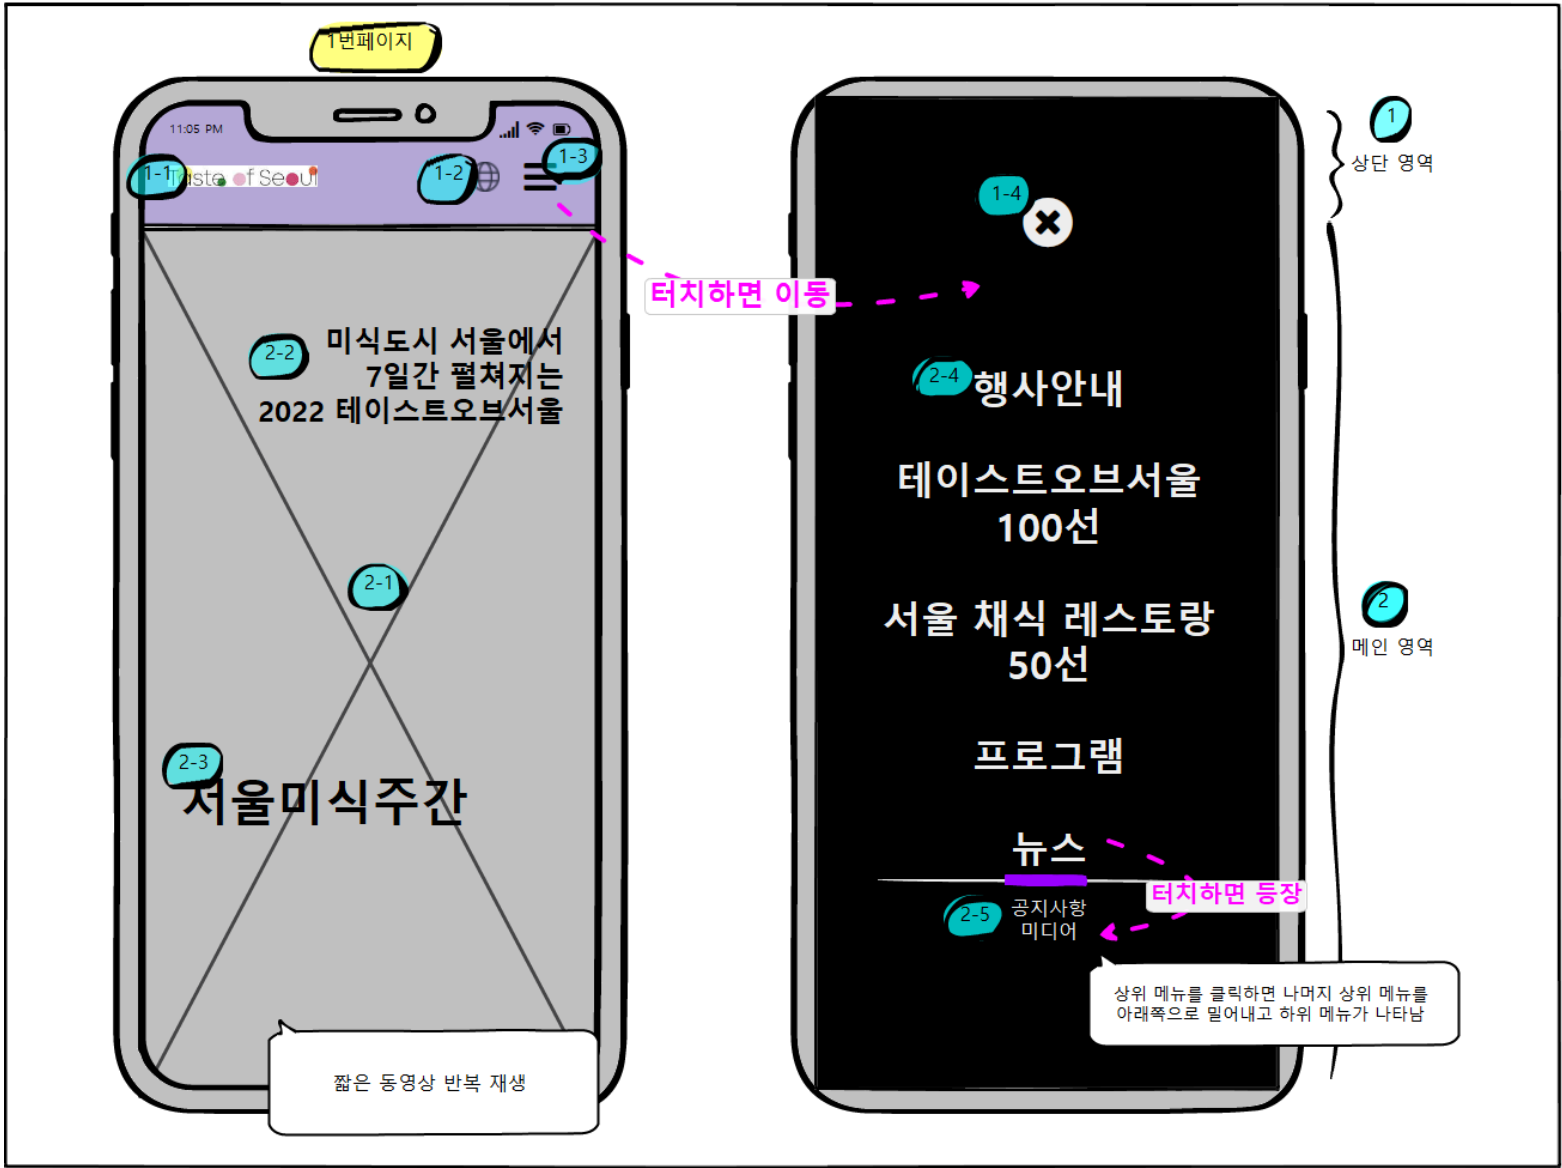 1번페이지
11:05 PM
1-1
Taste of Seoul
1-2
1-3
터치하면 이동
2-2
미식도시 서울에서
7일간 펼쳐지는
2022 테이스트오브서울
2-1
2-3
서울미식주간
짧은 동영상 반복 재생
1-4
2-4
행사안내
테이스트오브서울
100선
서울 채식 레스토랑
50선
프로그램
뉴스
터치하면 등장
2-5
공지사항
미디어
상위 메뉴를 클릭하면 나머지 상위 메뉴를
아래쪽으로 밀어내고 하위 메뉴가 나타남
1
상단 영역
2
메인 영역